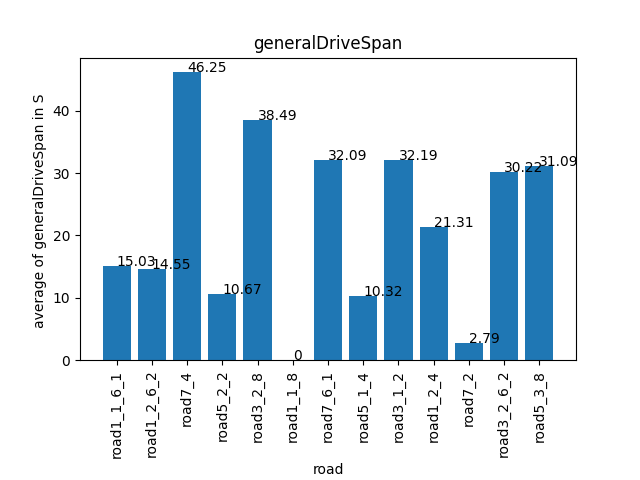 generalDriveSpan
average of generalDriveSpan in S
40
30
20
10
0
15.03
14.55
46.25
10.67
38.49
0
32.09
10.32
32.19
21.31
2.79
30.22
31.09
road1_1_6_1
road1_2_6_2
road7_4
road5_2_2
road3_2_8
road1_1_8
road7_6_1
road5_1_4
road3_1_2
road1_2_4
road7_2
road3_2_6_2
road5_3_8
road